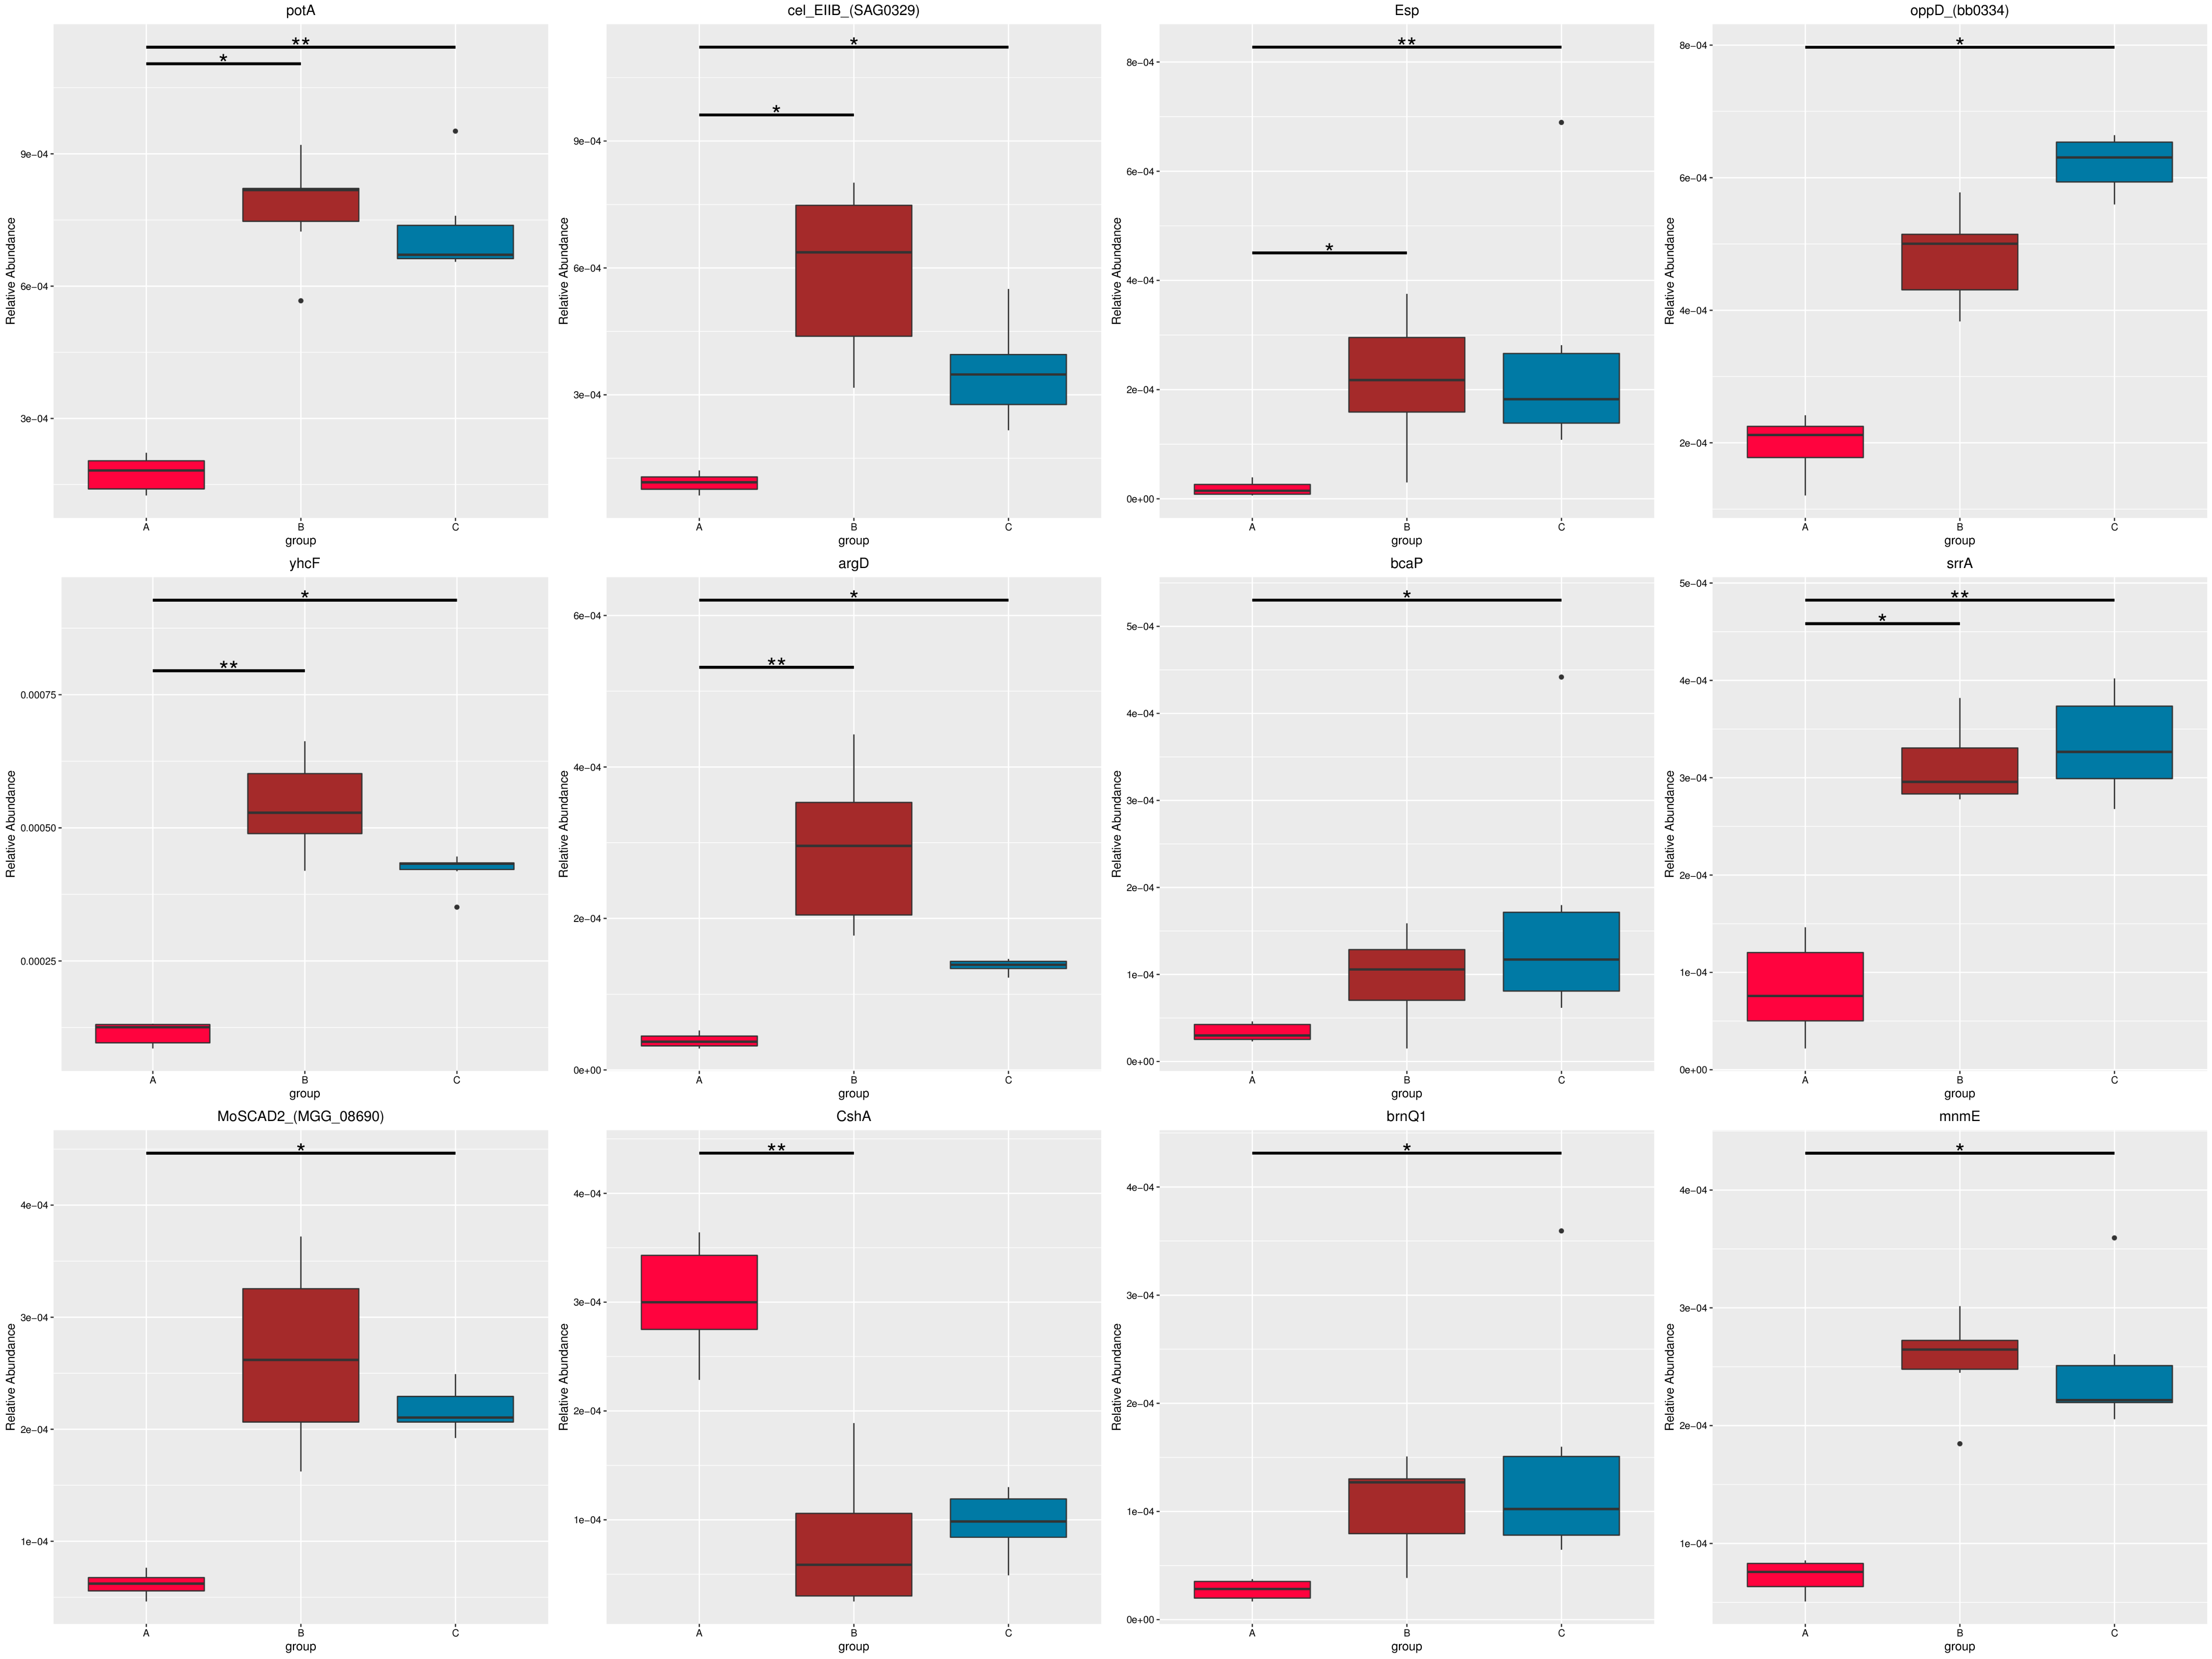 potA
**
*
9e−04
6e−04
3e−04
Relative Abundance
A B C
group
cel_EIIB_(SAG0329)
*
*
9e−04
6e−04
3e−04
Relative Abundance
A B C
group
Esp
**
*
8e−04
6e−04
4e−04
2e−04
0e+00
Relative Abundance
A B C
group
oppD_(bb0334)
*
8e−04
6e−04
4e−04
2e−04
Relative Abundance
A B C
group
yhcF
*
**
0.00075
0.00050
0.00025
Relative Abundance
A B C
group
argD
*
**
6e−04
4e−04
2e−04
0e+00
Relative Abundance
A B C
group
bcaP
*
5e−04
4e−04
3e−04
2e−04
1e−04
0e+00
Relative Abundance
A B C
group
srrA
**
*
5e−04
4e−04
3e−04
2e−04
1e−04
0e+00
Relative Abundance
A B C
group
MoSCAD2_(MGG_08690)
*
4e−04
3e−04
2e−04
1e−04
Relative Abundance
A B C
group
CshA
**
4e−04
3e−04
2e−04
1e−04
Relative Abundance
A B C
group
brnQ1
*
4e−04
3e−04
2e−04
1e−04
0e+00
Relative Abundance
A B C
group
mnmE
*
4e−04
3e−04
2e−04
1e−04
Relative Abundance
A B C
group